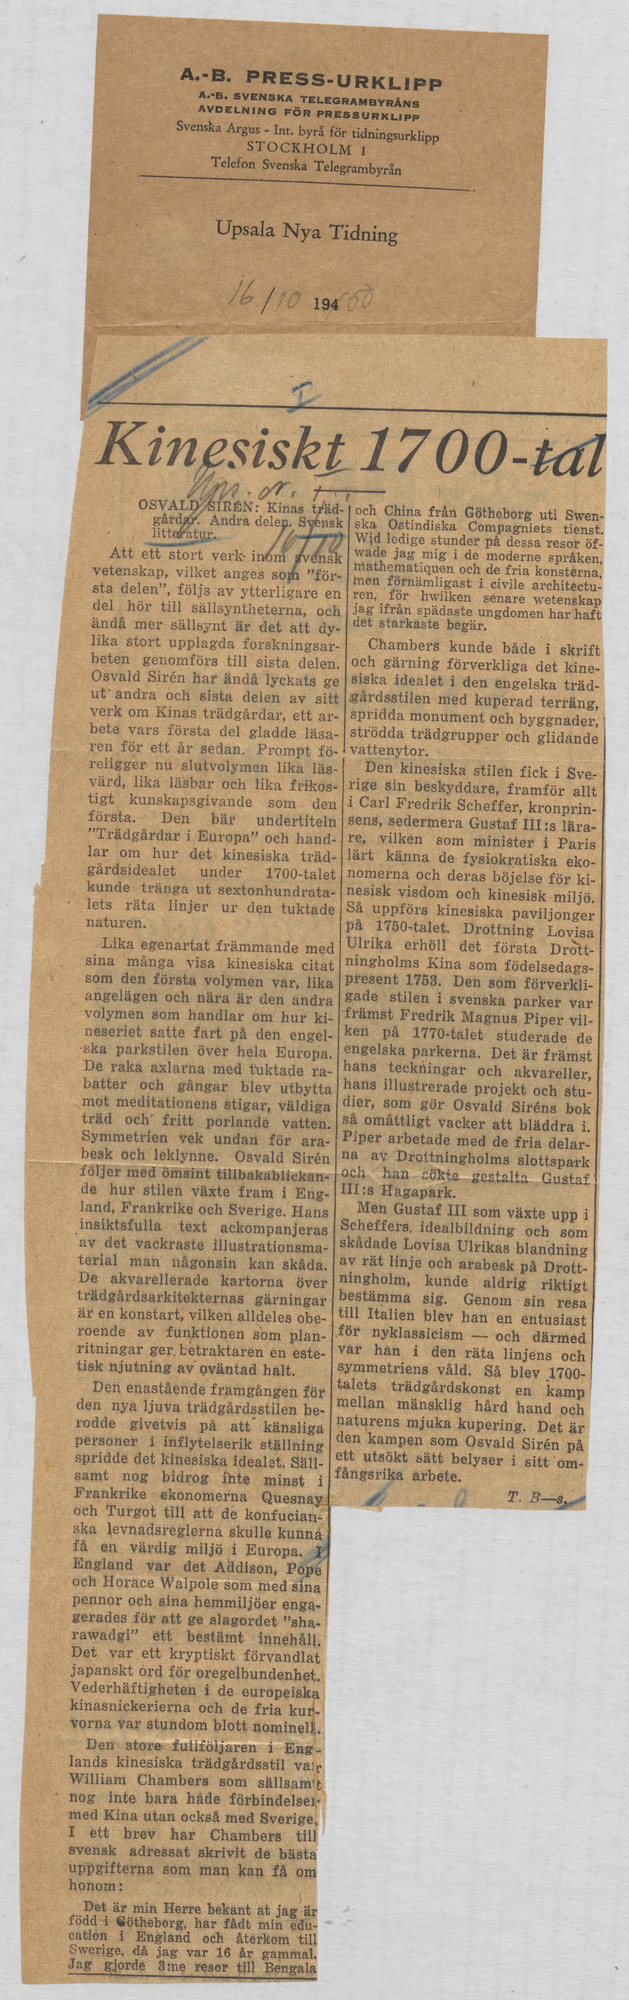 A.-B. PRESS-URKLIPP
A.-B. SVENSKA TELEGRAMBYRÅNS
AVDELNING FÖR PRESSURKLIPP
Svenska Argus - Int. byrå för tidningsurklipp
STOCKHOLM 1
Telefon Svenska Telegrambyrån
Upsala Nya Tidning
16/10 194 50
I
Kinesiskt 1700-tal
OSVALD SIRÉN: Kinas träd-
gårdar. Andra delen. Svensk
litteratur.
Att ett stort verk inom svensk
vetenskap, vilket anges som "för-
sta delen", följs av ytterligare en
del hör till sällsyntheterna, och
ändå mer sällsynt är det att dy-
lika stort upplagda forskningsar-
beten genomförs till sista delen.
Osvald Sirén har ändå lyckats ge
ut andra och sista delen av sitt
verk om Kinas trädgårdar, ett ar-
bete vars första del gladde läsa-
ren för ett år sedan. Prompt fö-
religger nu slutvolymen lika läs-
värd, lika läsbar och lika frikos-
tigt kunskapsgivande som den
första. Den bär undertiteln
"Trädgårdar i Europa" och hand-
lar om hur det kinesiska träd-
gårdsidealet under 1700-talet
kunde tränga ut sextonhundrata-
lets räta linjer ur den tuktade
naturen.
Lika egenartat främmande med
sina många visa kinesiska citat
som den första volymen var, lika
angelägen och nära är den andra
volymen som handlar om hur ki-
neseriet satte fart på den engel-
ska parkstilen över hela Europa.
De raka axlarna med tuktade ra-
batter och gångar blev utbytta
mot meditationens stigar, väldiga
träd och fritt porlande vatten.
Symmetrien vek undan för ara-
besk och leklynne. Osvald Sirén
följer med ömsint tillbakablickan-
de hur stilen växte fram i Eng-
land, Frankrike och Sverige. Hans
insiktsfulla text ackompanjeras
av det vackraste illustrationsma-
terial man någonsin kan skåda.
De akvarellerade kartorna över
trädgårdsarkitekternas gärningar
är en konstart, vilken alldeles obe-
roende av funktionen som plan-
ritningar ger betraktaren en este-
tisk njutning av oväntad halt.
Den enastående framgången för
den nya ljuva trädgårdsstilen be-
rodde givetvis på att känsliga
personer i inflytelserik ställning
spridde det kinesiska idealet. Säll-
samt nog bidrog inte minst i
Frankrike ekonomerna Quesnay
och Turgot till att de konfucian-
ska levnadsreglerna skulle kunna
få en värdig miljö i Europa. I
England var det Addison, Pope
och Horace Walpole som med sina
pennor och sina hemmiljöer enga-
gerades för att ge slagordet "sha-
rawadgi" ett bestämt innehåll.
Det var ett kryptiskt förvandlat
japanskt ord för oregelbundenhet.
Vederhäftigheten i de europeiska
kinasnickerierna och de fria kur-
vorna var stundom blott nominell.
Den store fullföljaren i Eng-
lands kinesiska trädgårdsstil var
William Chambers som sällsamt
nog inte bara hade förbindelser
med Kina utan också med Sverige.
I ett brev har Chambers till
svensk adressat skrivit de bästa
uppgifterna som man kan få om
honom:
Det är min Herre bekant at jag är
född i Götheborg, har fådt min edu-
cation i England och återkom till
Swerige, då jag var 16 år gammal.
Jag gjorde 3:ne resor till Bengala
och China från Götheborg uti Swen-
ska Ostindiska Compagniets tienst.
Wid ledige stunder på dessa resor öf-
wade jag mig i de moderne språken,
mathematiquen och de fria konsterna,
men förnämligast i civile architectu-
ren, för hwilken senare wetenskap
jag ifrån spädaste ungdomen har haft
det starkaste begär.
Chambers kunde både i skrift
och gärning förverkliga det kine-
siska idealet i den engelska träd-
gårdsstilen med kuperad terräng,
spridda monument och byggnader,
strödda trädgrupper och glidande
vattenytor.
Den kinesiska stilen fick i Sve-
rige sin beskyddare, framför allt
i Carl Fredrik Scheffer, kronprin-
sens, sedermera Gustaf III:s lära-
re, vilken som minister i Paris
lärt känna de fysiokratiska eko-
nomerna och deras böjelse för ki-
nesisk visdom och kinesisk miljö.
Så uppförs kinesiska paviljonger
på 1750-talet. Drottning Lovisa
Ulrika erhöll det första Drott-
ningholms Kina som födelsedags-
present 1753. Den som förverkli-
gade stilen i svenska parker var
främst Fredrik Magnus Piper vil-
ken på 1770-talet studerade de
engelska parkerna. Det är främst
hans teckningar och akvareller,
hans illustrerade projekt och stu-
dier, som gör Osvald Siréns bok
så omåttligt vacker att bläddra i.
Piper arbetade med de fria delar-
na av Drottningholms slottspark
och han sökte gestalta Gustaf
III:s Hagapark.
Men Gustaf III som växte upp i
Scheffers idealbildning och som
skådade Lovisa Ulrikas blandning
av rät linje och arabesk på Drott-
ningholm, kunde aldrig riktigt
bestämma sig. Genom sin resa
till Italien blev han en entusiast
för nyklassicism — och därmed
var han i den räta linjens och
symmetriens våld. Så blev 1700-
talets trädgårdskonst en kamp
mellan mänsklig hård hand och
naturens mjuka kupering. Det är
den kampen som Osvald Sirén på
ett utsökt sätt belyser i sitt om-
fångsrika arbete.
T. B—s.